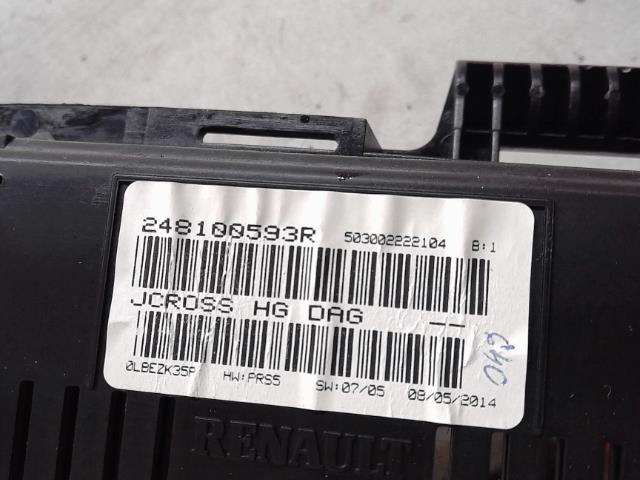 248100593R 503002222104 B:1
JCROSS HG DAG --
0LBEZK35P HW:PRS5 SW:07/05 08/05/2014
RENAULT